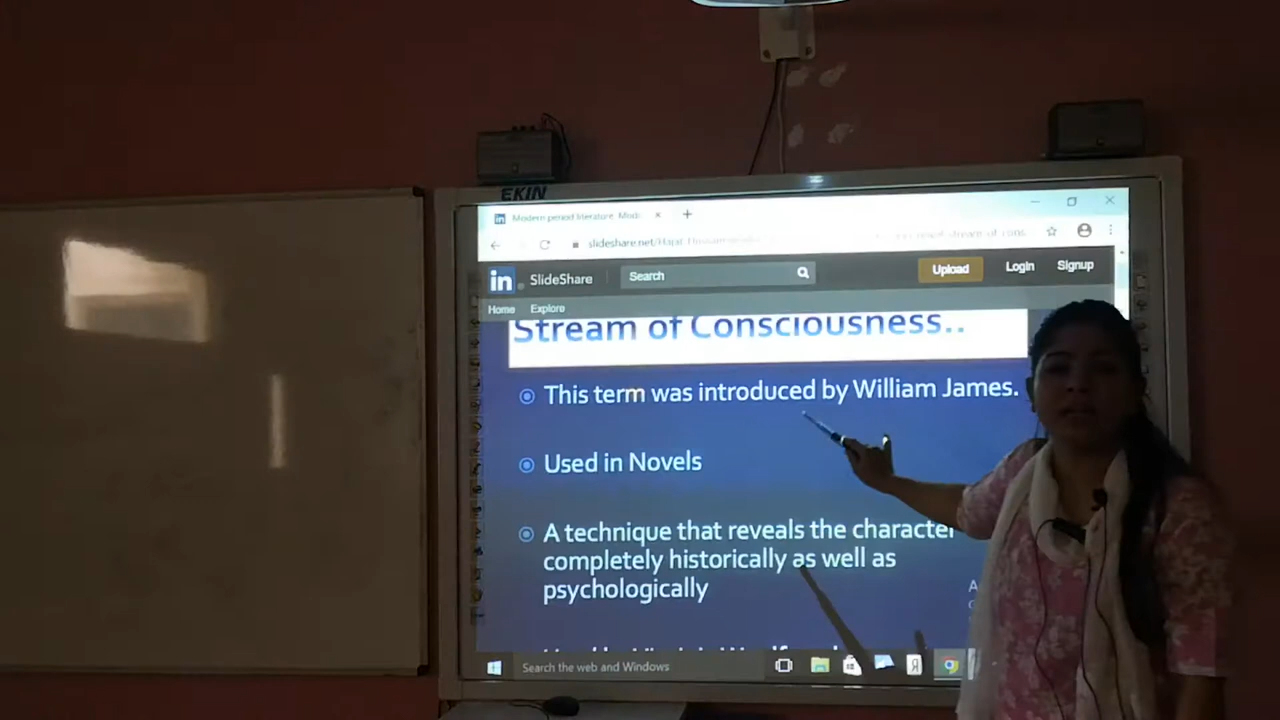 EKIN
Modern period literature
in SlideShare Search Upload Login Signup
Home Explore
Stream of Consciousness..
This term was introduced by William James.
Used in Novels
A technique that reveals the character
completely historically as well as
psychologically
Search the web and Windows